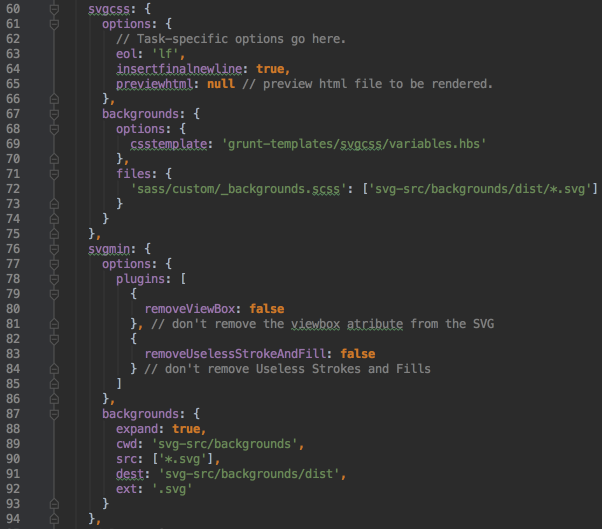 60 svgcss: {
61 options: {
62 // Task-specific options go here.
63 eol: 'lf',
64 insertfinalnewline: true,
65 previewhtml: null // preview html file to be rendered.
66 },
67 backgrounds: {
68 options: {
69 csstemplate: 'grunt-templates/svgcss/variables.hbs'
70 },
71 files: {
72 'sass/custom/_backgrounds.scss': ['svg-src/backgrounds/dist/*.svg']
73 }
74 }
75 },
76 svgmin: {
77 options: {
78 plugins: [
79 {
80 removeViewBox: false
81 }, // don't remove the viewbox atribute from the SVG
82 {
83 removeUselessStrokeAndFill: false
84 } // don't remove Useless Strokes and Fills
85 ]
86 },
87 backgrounds: {
88 expand: true,
89 cwd: 'svg-src/backgrounds',
90 src: ['*.svg'],
91 dest: 'svg-src/backgrounds/dist',
92 ext: '.svg'
93 }
94 },